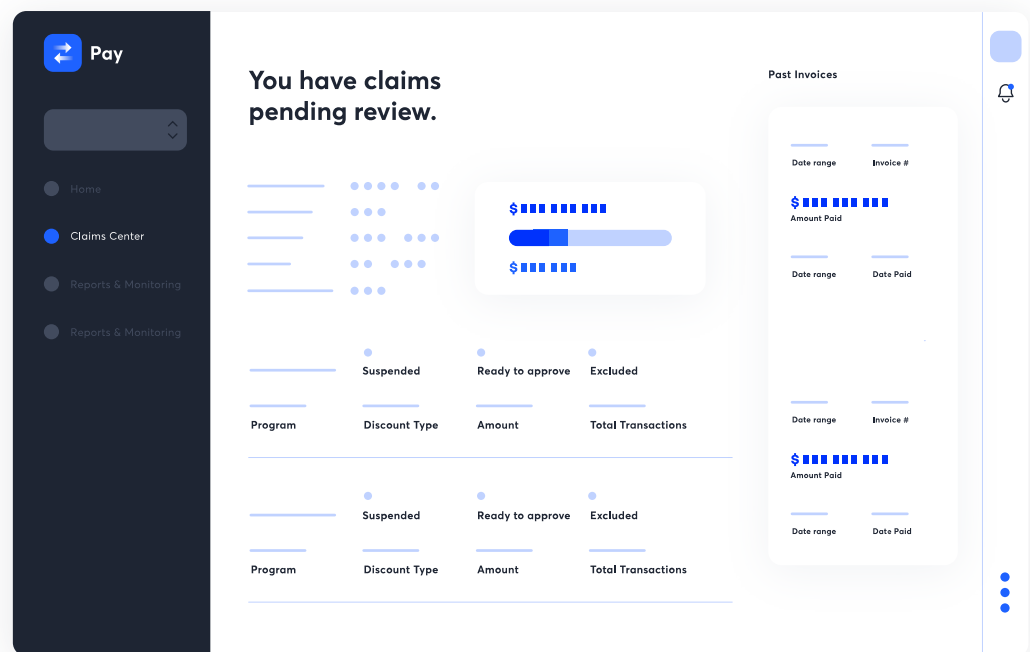 Pay
Home
Claims Center
Reports & Monitoring
Reports & Monitoring
You have claims
pending review.
$
$
Suspended
Ready to approve
Excluded
Program
Discount Type
Amount
Total Transactions
Suspended
Ready to approve
Excluded
Program
Discount Type
Amount
Total Transactions
Past Invoices
Date range
Invoice #
$
Amount Paid
Date range
Date Paid
Date range
Invoice #
$
Amount Paid
Date range
Date Paid